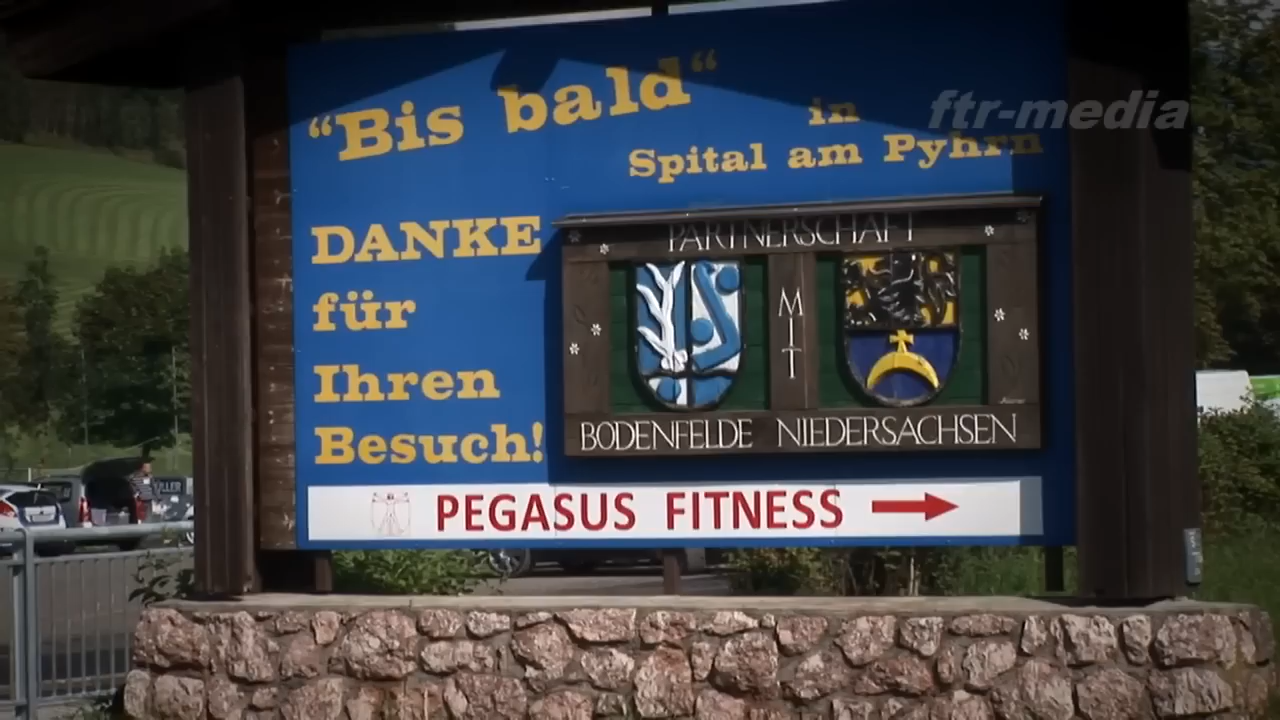 "Bis bald"
in
Spital am Pyhrn
ftr-media
DANKE
für
Ihren
Besuch!
PARTNERSCHAFT
MIT
BODENFELDE NIEDERSACHSEN
PEGASUS FITNESS